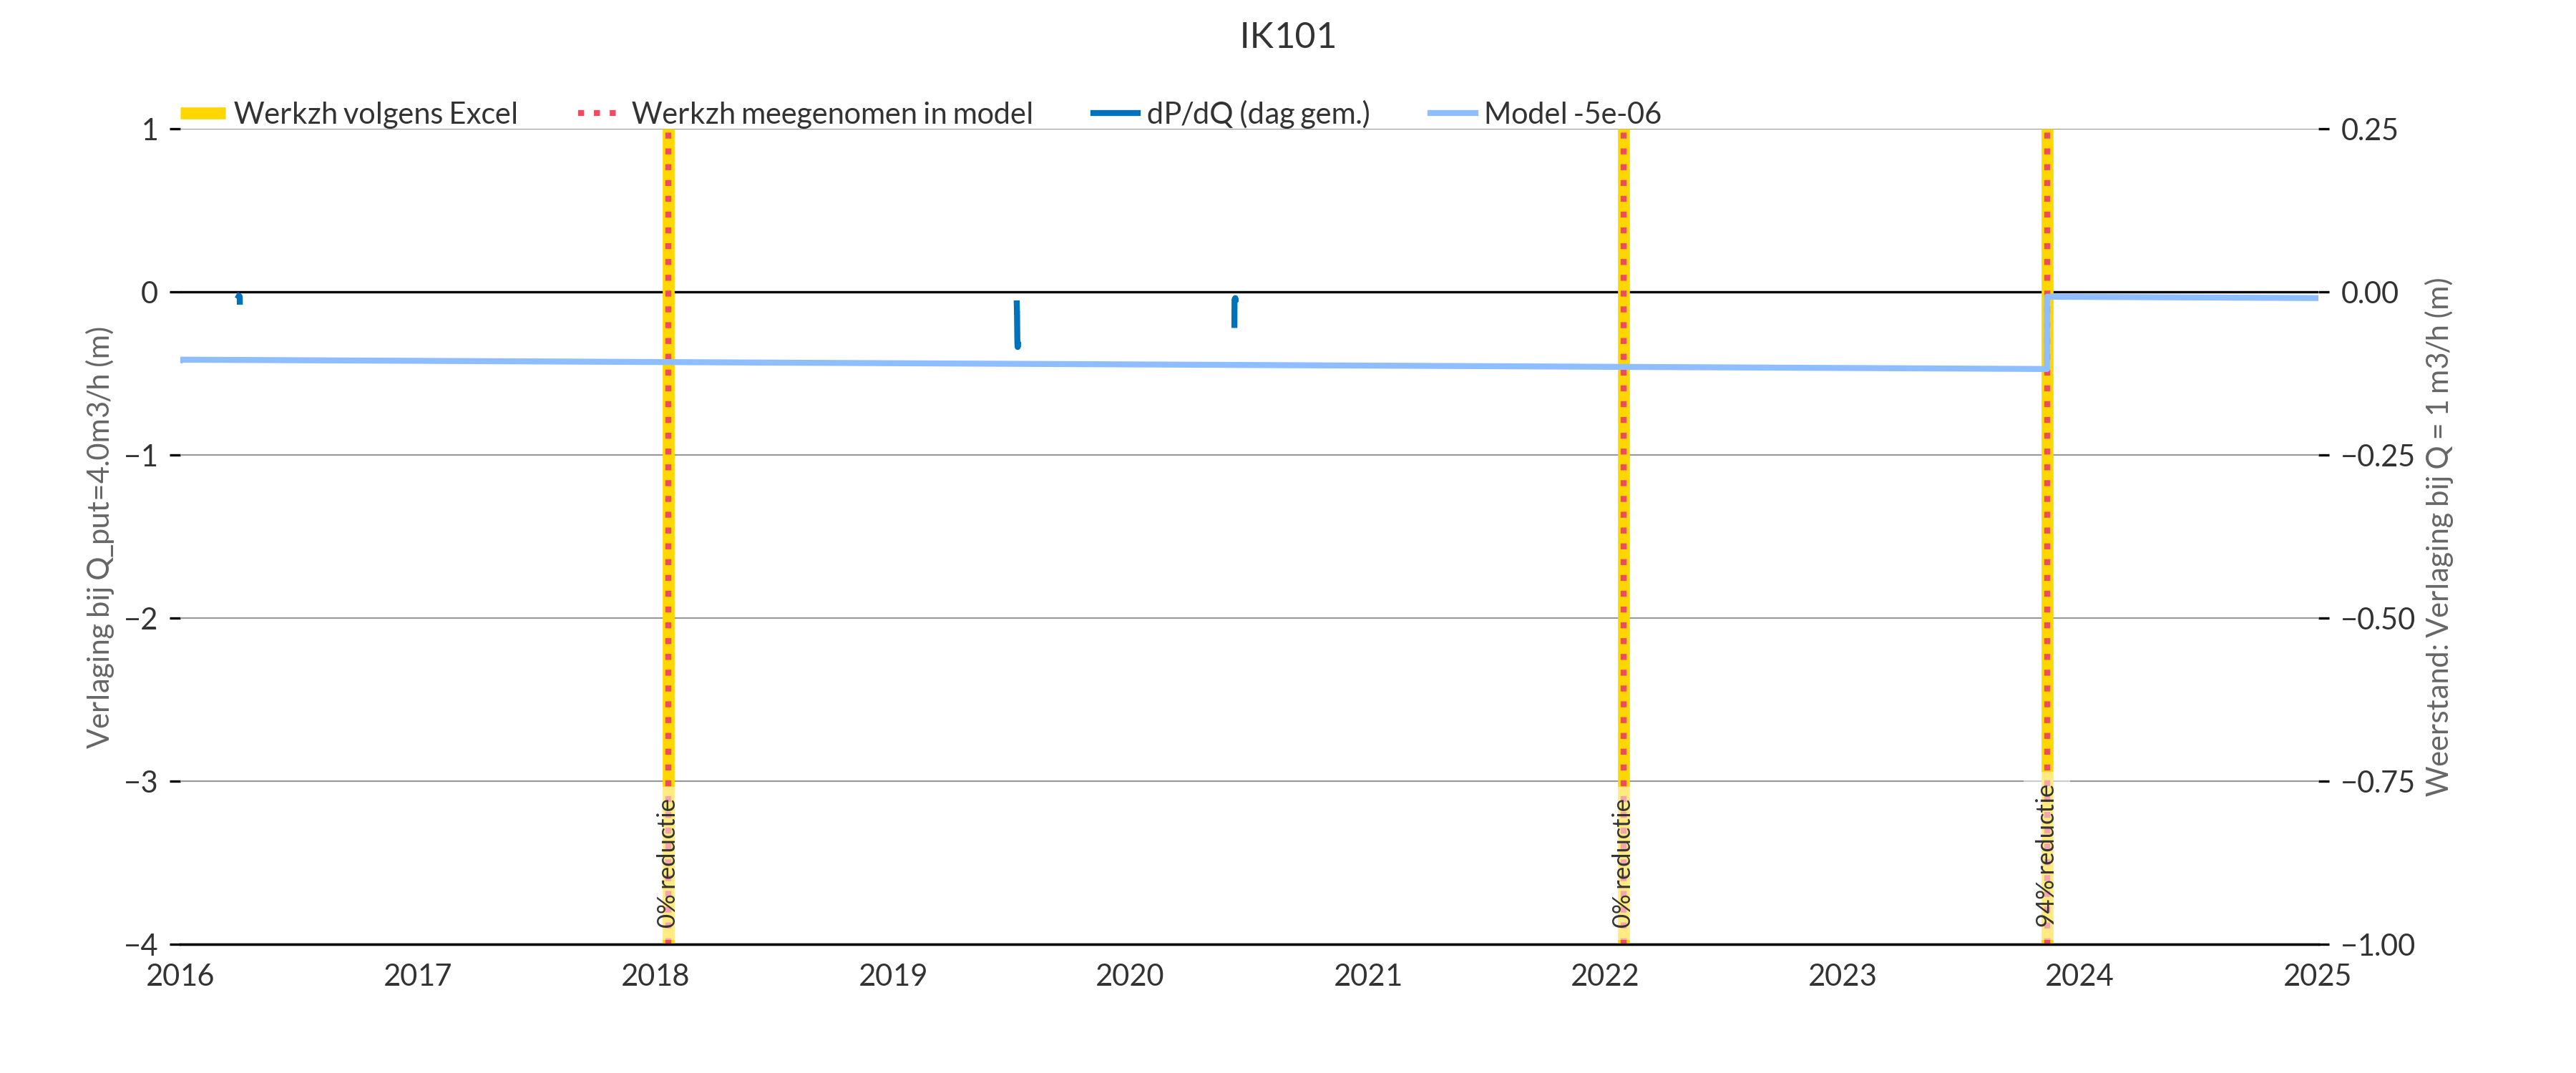 IK101
Werkzh volgens Excel
Werkzh meegenomen in model
dP/dQ (dag gem.)
Model -5e-06
1
0
−1
−2
−3
−4
Verlaging bij Q_put=4.0m3/h (m)
0.25
0.00
−0.25
−0.50
−0.75
−1.00
Weerstand: Verlaging bij Q = 1 m3/h (m)
0% reductie
0% reductie
94% reductie
2016
2017
2018
2019
2020
2021
2022
2023
2024
2025